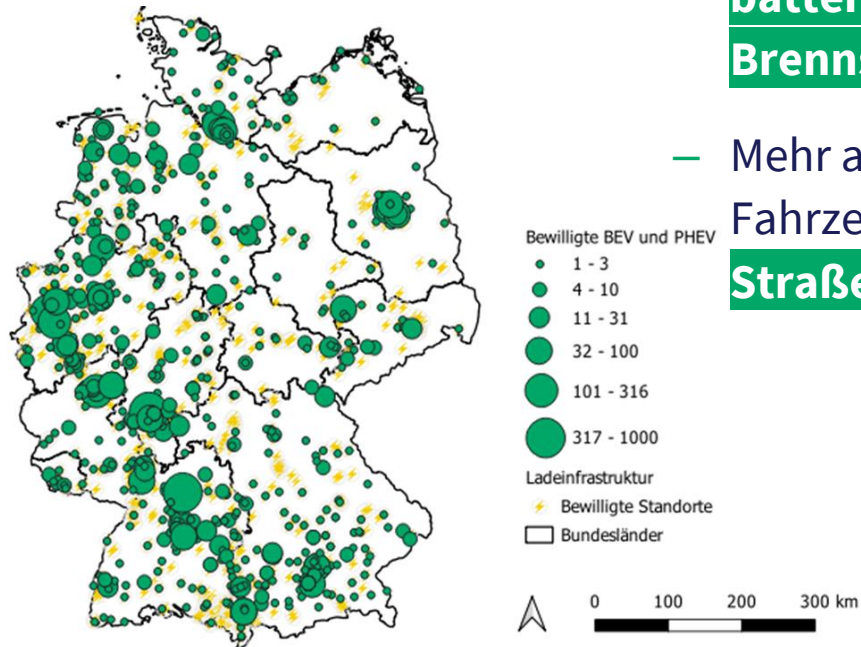 Brenns
– Mehr a
Fahrze
Straße
Bewilligte BEV und PHEV
1 - 3
4 - 10
11 - 31
32 - 100
101 - 316
317 - 1000
Ladeinfrastruktur
Bewilligte Standorte
Bundesländer
0 100 200 300 km